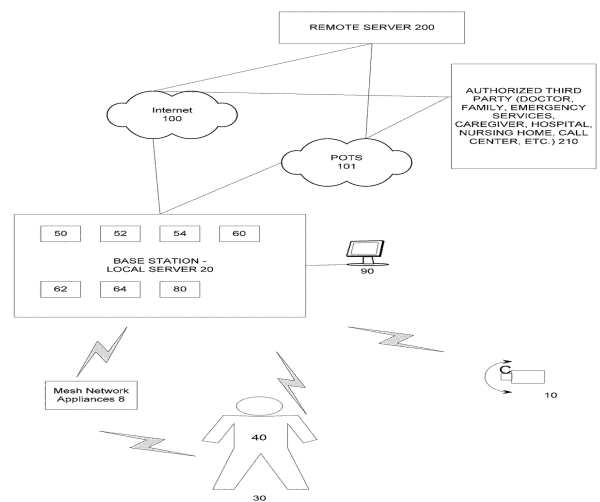 REMOTE SERVER 200
Internet
100
AUTHORIZED THIRD
PARTY (DOCTOR,
FAMILY, EMERGENCY
SERVICES,
CAREGIVER, HOSPITAL,
NURSING HOME, CALL
CENTER, ETC.) 210
POTS
101
50 52 54 60
BASE STATION -
LOCAL SERVER 20
90
62 64 80
Mesh Network
Appliances 8
C
10
40
30